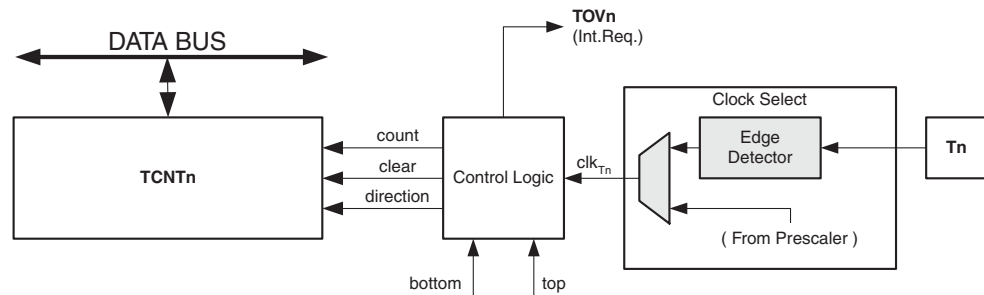 TOVn
(Int.Req.)
DATA BUS
Clock Select
count
Edge
Detector
Tn
TCNTn
clear
Control Logic
clkTn
direction
( From Prescaler )
bottom
top